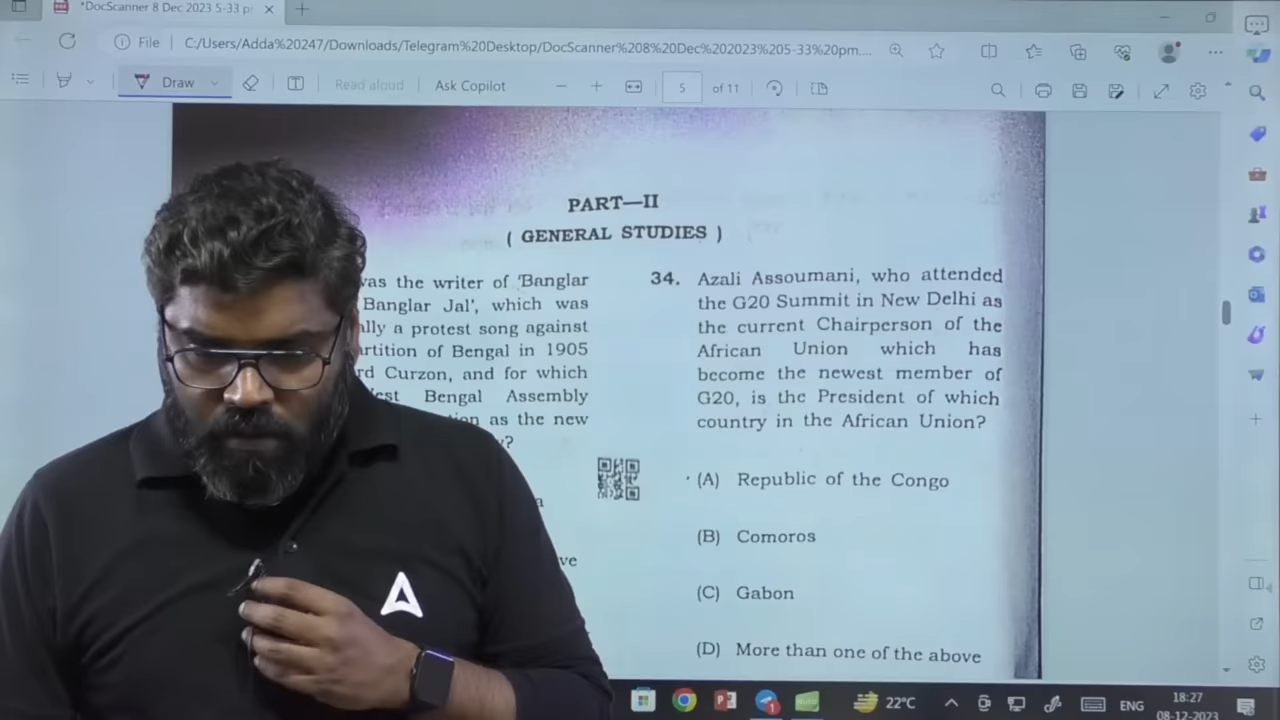 *DocScanner 8 Dec 2023 5-33 p
File
C:/Users/Adda%20247/Downloads/Telegram%20Desktop/DocScanner%208%20Dec%202023%205-33%20pm....
Draw
Read aloud
Ask Copilot
5
of 11
PART—II
( GENERAL STUDIES )
was the writer of 'Banglar
Banglar Jal', which was
a protest song against
of Bengal in 1905
Curzon, and for which
Bengal Assembly
as the new
34. Azali Assoumani, who attended
the G20 Summit in New Delhi as
the current Chairperson of the
African Union which has
become the newest member of
G20, is the President of which
country in the African Union?
(A) Republic of the Congo
(B) Comoros
(C) Gabon
(D) More than one of the above
22°C
ENG
18:27
08-12-2023